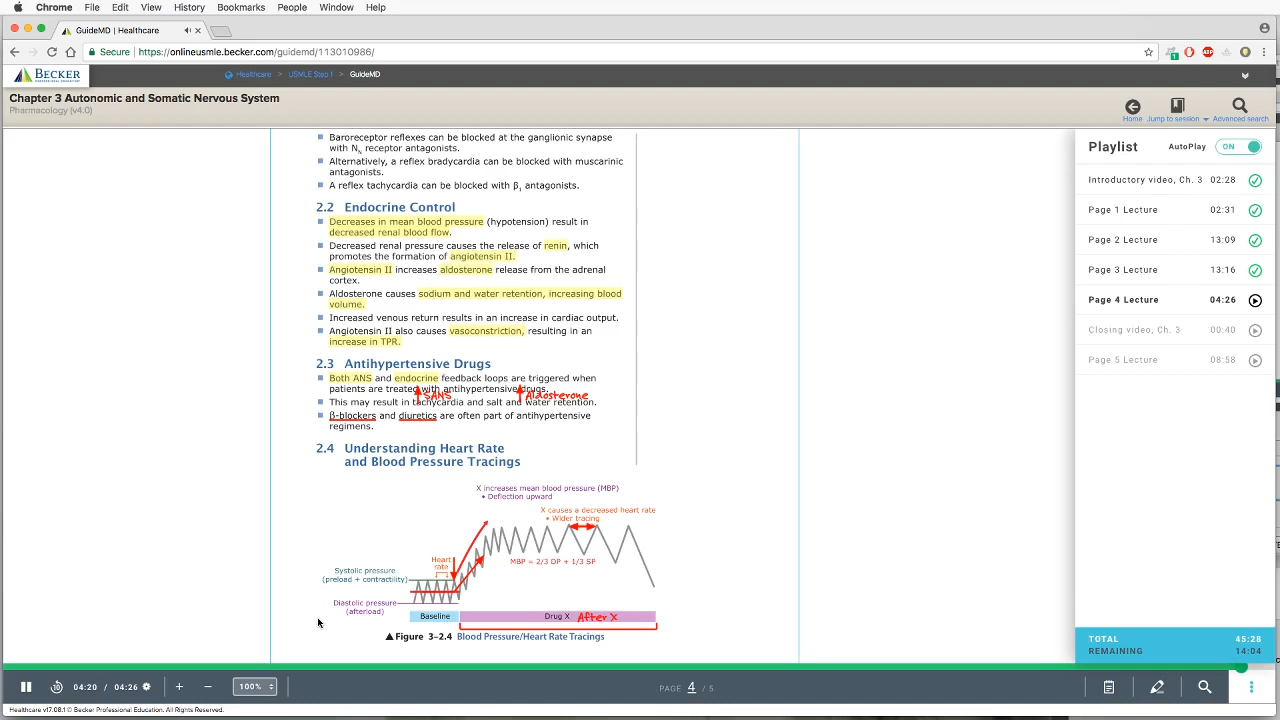 Chrome File Edit View History Bookmarks People Window Help
GuideMD | Healthcare
Secure https://onlineusmle.becker.com/guidemd/113010986/
BECKER
PROFESSIONAL EDUCATION
Healthcare > USMLE Step I > GuideMD
Chapter 3 Autonomic and Somatic Nervous System
Pharmacology (v4.0)
Home Jump to session Advanced search
Baroreceptor reflexes can be blocked at the ganglionic synapse
with NN receptor antagonists.
Alternatively, a reflex bradycardia can be blocked with muscarinic
antagonists.
A reflex tachycardia can be blocked with β1 antagonists.
2.2 Endocrine Control
Decreases in mean blood pressure (hypotension) result in
decreased renal blood flow.
Decreased renal pressure causes the release of renin, which
promotes the formation of angiotensin II.
Angiotensin II increases aldosterone release from the adrenal
cortex.
Aldosterone causes sodium and water retention, increasing blood
volume.
Increased venous return results in an increase in cardiac output.
Angiotensin II also causes vasoconstriction, resulting in an
increase in TPR.
2.3 Antihypertensive Drugs
Both ANS and endocrine feedback loops are triggered when
patients are treated with antihypertensive drugs.
SANS Aldosterone
This may result in tachycardia and salt and water retention.
β-blockers and diuretics are often part of antihypertensive
regimens.
2.4 Understanding Heart Rate
and Blood Pressure Tracings
X increases mean blood pressure (MBP)
• Deflection upward
X causes a decreased heart rate
• Wider tracing
Heart
rate
MBP = 2/3 DP + 1/3 SP
Systolic pressure
(preload + contractility)
Diastolic pressure
(afterload)
Baseline Drug X After X
▲ Figure 3–2.4 Blood Pressure/Heart Rate Tracings
Playlist AutoPlay ON
Introductory video, Ch. 3 02:28
Page 1 Lecture 02:31
Page 2 Lecture 13:09
Page 3 Lecture 13:16
Page 4 Lecture 04:26
Closing video, Ch. 3 00:40
Page 5 Lecture 08:58
TOTAL 45:28
REMAINING 14:04
10 04:20 / 04:26 + − 100% PAGE 4 / 5
Healthcare v17.08.1 © Becker Professional Education. All Rights Reserved.